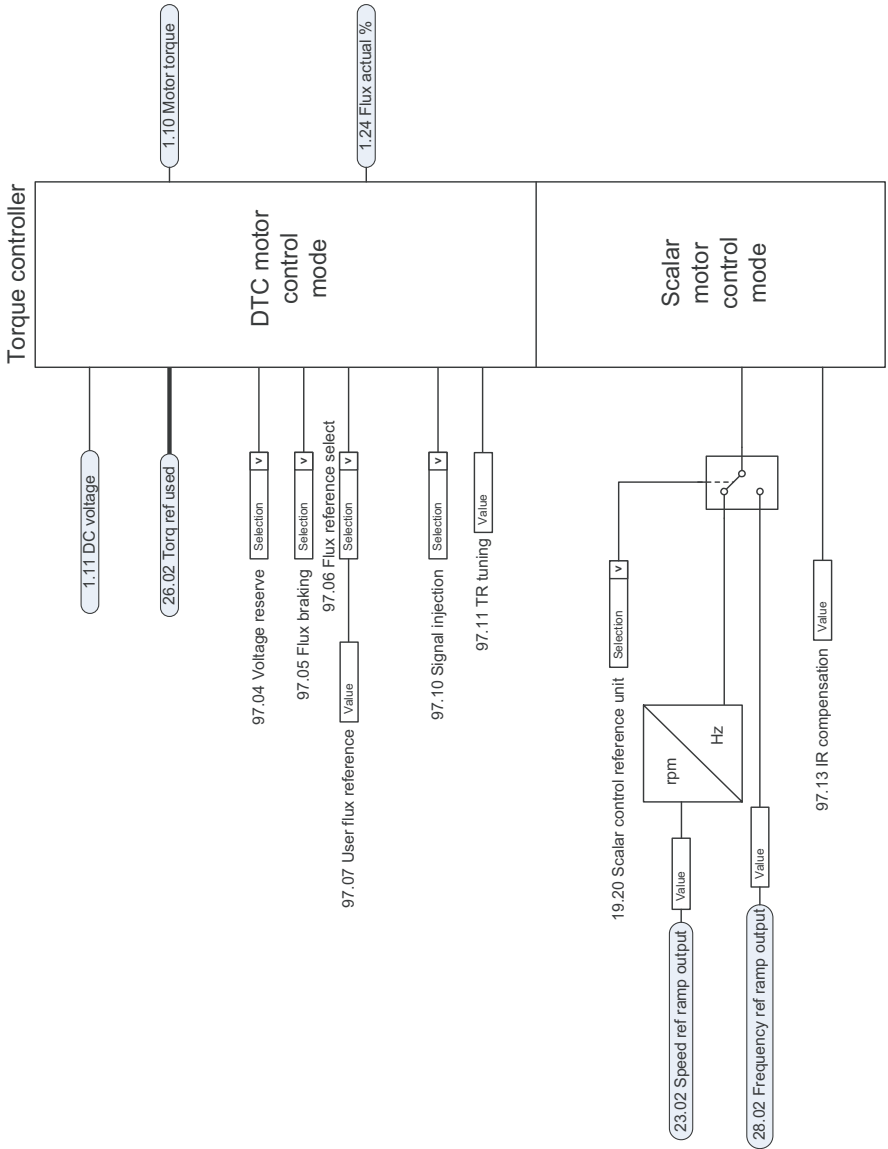 Torque controller
1.11 DC voltage
26.02 Torq ref used
97.04 Voltage reserve
Selection
v
97.05 Flux braking
Selection
v
97.06 Flux reference select
97.07 User flux reference
Value
Selection
v
97.10 Signal injection
Selection
v
97.11 TR tuning
Value
DTC motor
control
mode
1.10 Motor torque
1.24 Flux actual %
19.20 Scalar control reference unit
Selection
v
23.02 Speed ref ramp output
Value
rpm
Hz
28.02 Frequency ref ramp output
Value
97.13 IR compensation
Value
Scalar
motor
control
mode